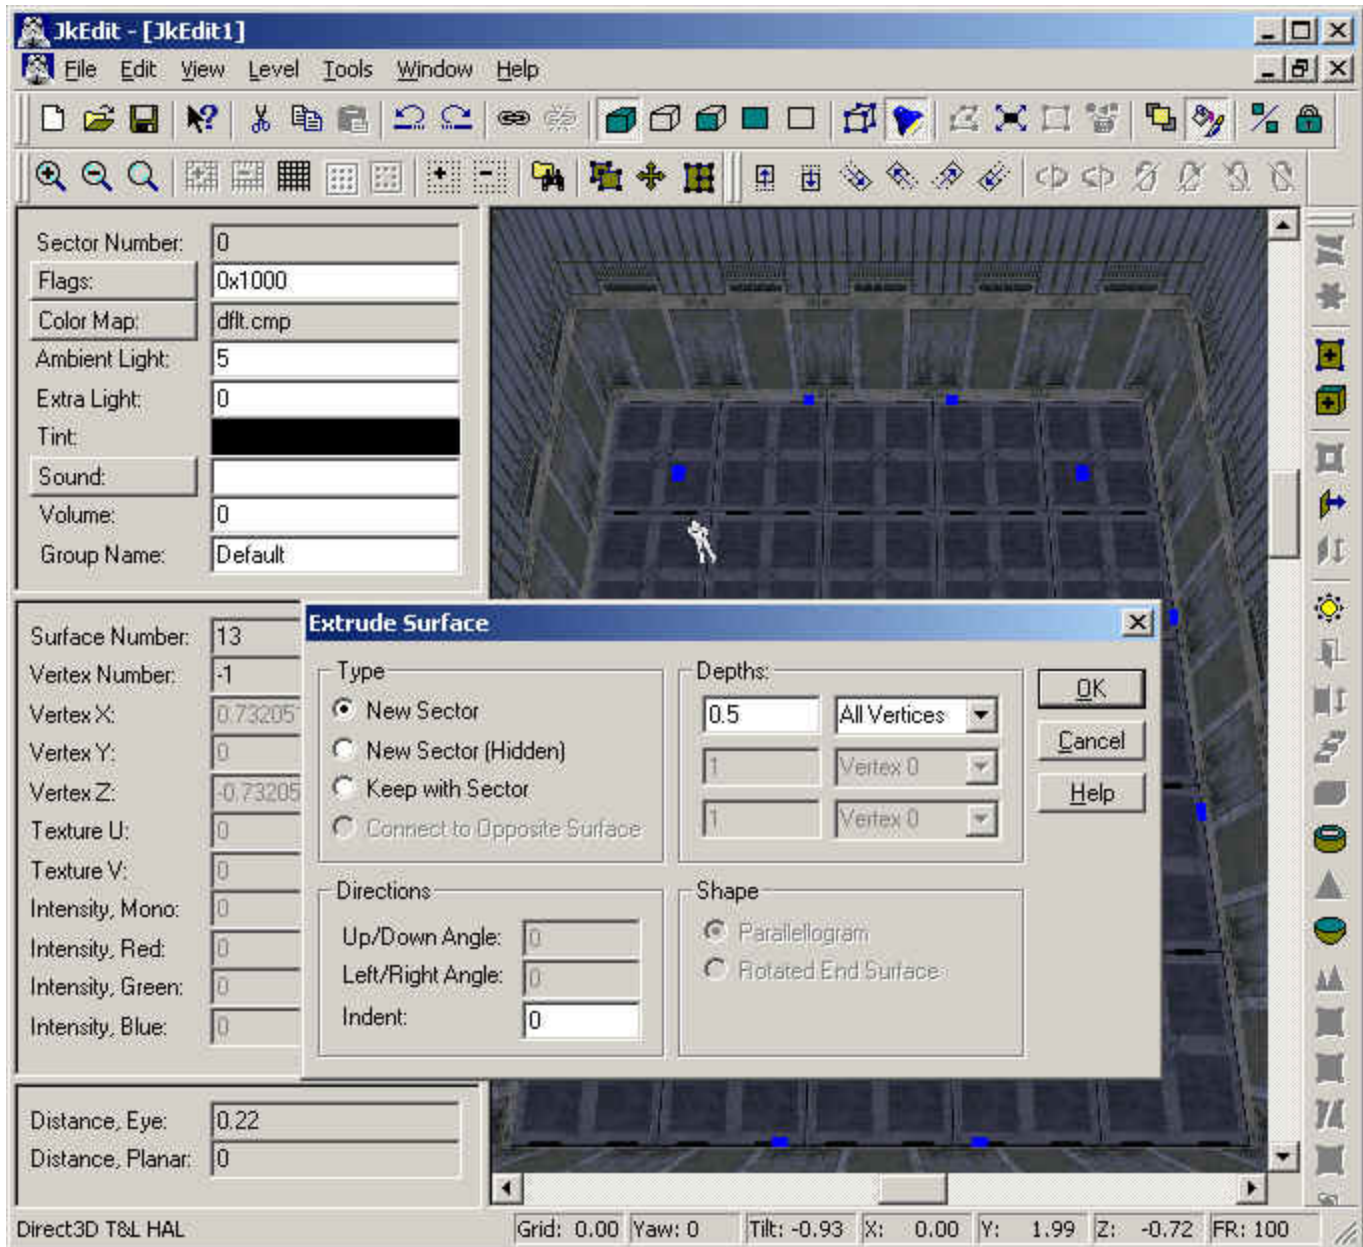 JkEdit - [JkEdit1]
File Edit View Level Tools Window Help
Sector Number: 0
Flags: 0x1000
Color Map: dflt.cmp
Ambient Light: 5
Extra Light: 0
Tint:
Sound:
Volume: 0
Group Name: Default
Surface Number: 13
Vertex Number: -1
Vertex X: 0.73205
Vertex Y: 0
Vertex Z: -0.73205
Texture U: 0
Texture V: 0
Intensity, Mono: 0
Intensity, Red: 0
Intensity, Green: 0
Intensity, Blue: 0
Distance, Eye: 0.22
Distance, Planar: 0
Extrude Surface
Type
New Sector
New Sector (Hidden)
Keep with Sector
Connect to Opposite Surface
Depths:
0.5 All Vertices
1 Vertex 0
1 Vertex 0
OK
Cancel
Help
Directions
Up/Down Angle: 0
Left/Right Angle: 0
Indent: 0
Shape
Parallellogram
Rotated End Surface
Direct3D T&L HAL Grid: 0.00 Yaw: 0 Tilt: -0.93 X: 0.00 Y: 1.99 Z: -0.72 FR: 100